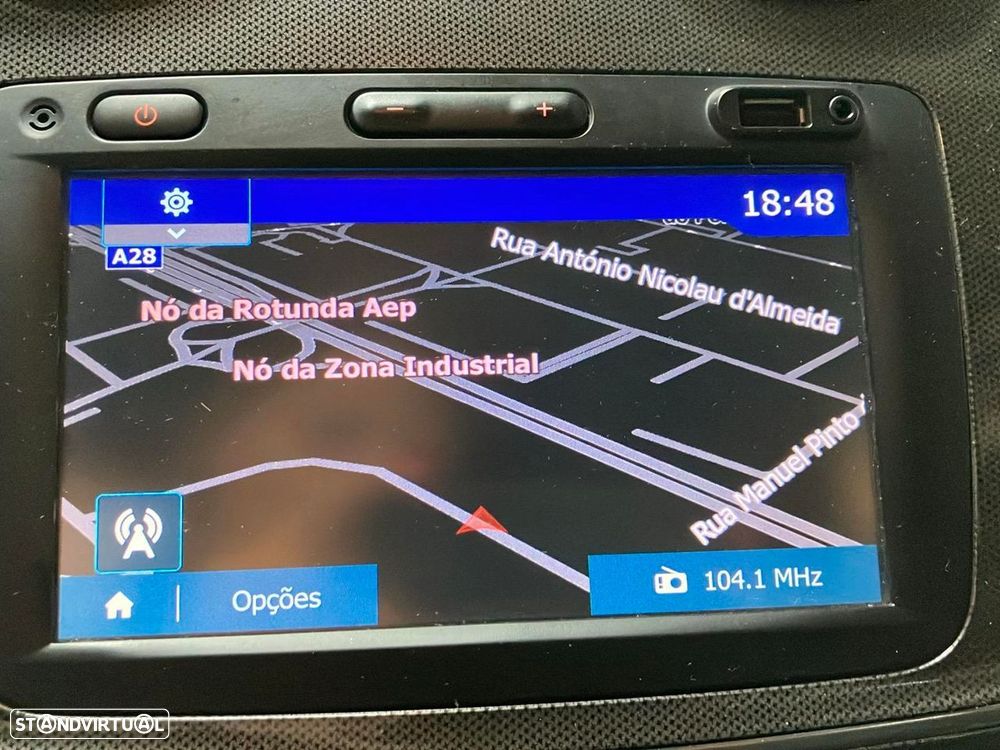 18:48
A28
Rua António Nicolau d'Almeida
Nó da Rotunda Aep
Nó da Zona Industrial
Rua Manuel Pinto
Opções
104.1 MHz
STANDVIRTUAL